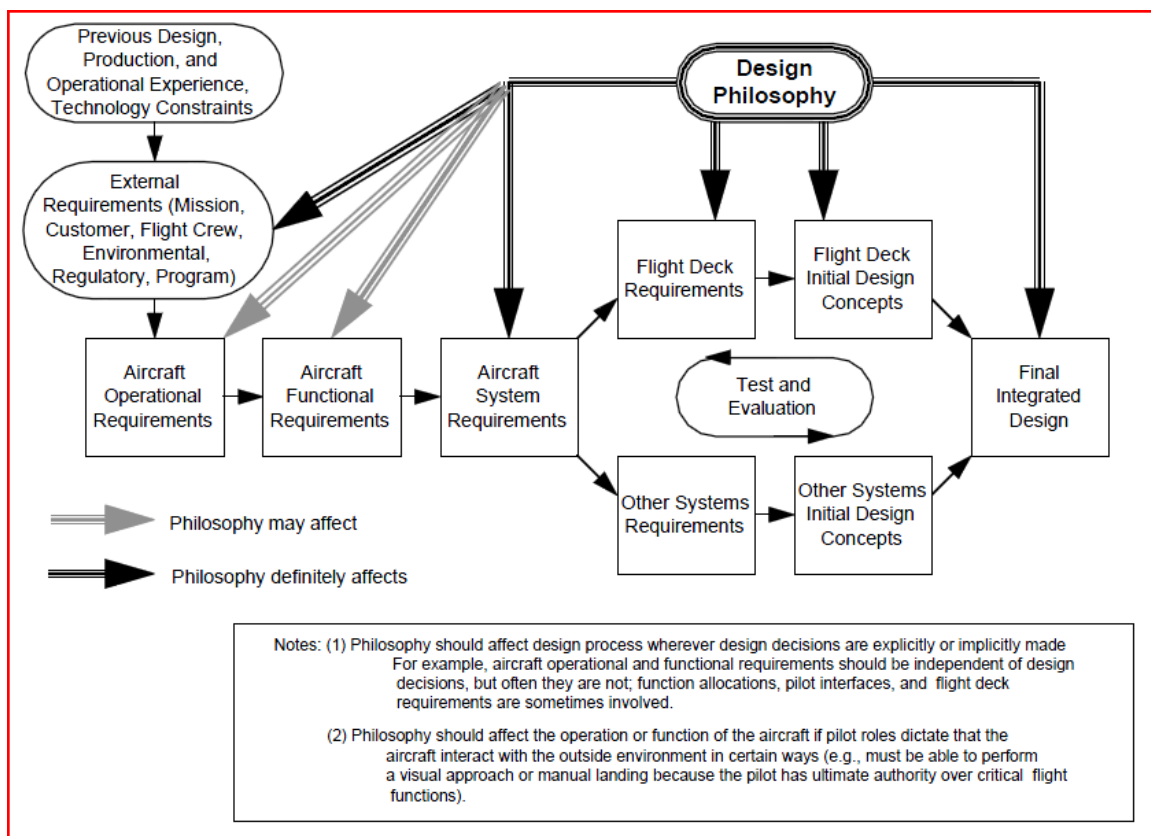 Previous Design,
Production, and
Operational Experience,
Technology Constraints
Design
Philosophy
External
Requirements (Mission,
Customer, Flight Crew,
Environmental,
Regulatory, Program)
Flight Deck
Requirements
Flight Deck
Initial Design
Concepts
Aircraft
Operational
Requirements
Aircraft
Functional
Requirements
Aircraft
System
Requirements
Test and
Evaluation
Final
Integrated
Design
Other Systems
Requirements
Other Systems
Initial Design
Concepts
Philosophy may affect
Philosophy definitely affects
Notes: (1) Philosophy should affect design process wherever design decisions are explicitly or implicitly made
For example, aircraft operational and functional requirements should be independent of design
decisions, but often they are not; function allocations, pilot interfaces, and flight deck
requirements are sometimes involved.
(2) Philosophy should affect the operation or function of the aircraft if pilot roles dictate that the
aircraft interact with the outside environment in certain ways (e.g., must be able to perform
a visual approach or manual landing because the pilot has ultimate authority over critical flight
functions).